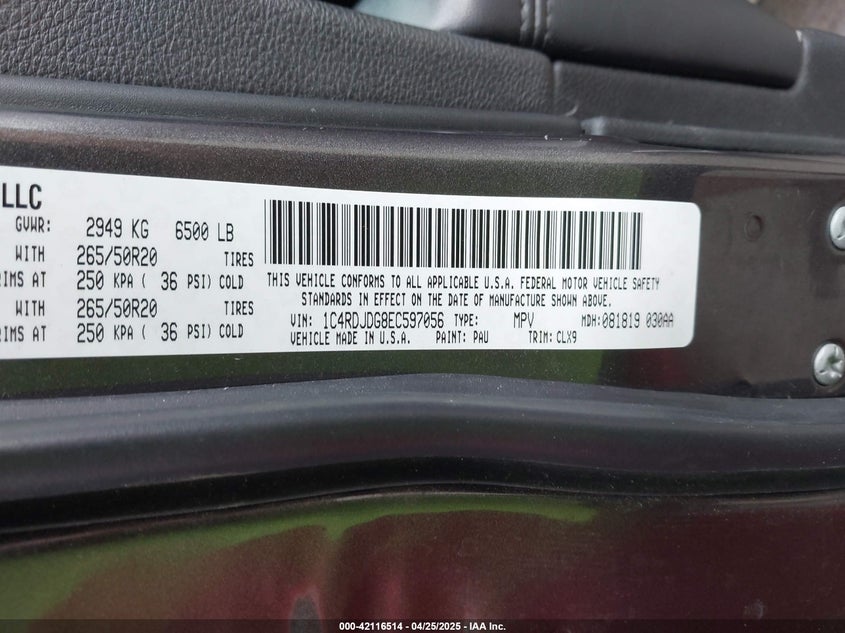 LLC
GVWR: 2949 KG 6500 LB
WITH 265/50R20 TIRES
RIMS AT 250 KPA ( 36 PSI) COLD
WITH 265/50R20 TIRES
RIMS AT 250 KPA ( 36 PSI) COLD
THIS VEHICLE CONFORMS TO ALL APPLICABLE U.S.A. FEDERAL MOTOR VEHICLE SAFETY
STANDARDS IN EFFECT ON THE DATE OF MANUFACTURE SHOWN ABOVE.
VIN: 1C4RDJDG8EC597056 TYPE: MPV MDH:081819 030AA
VEHICLE MADE IN U.S.A. PAINT: PAU TRIM: CLX9
000-42116514 / 04/25/2025 - IAA Inc.